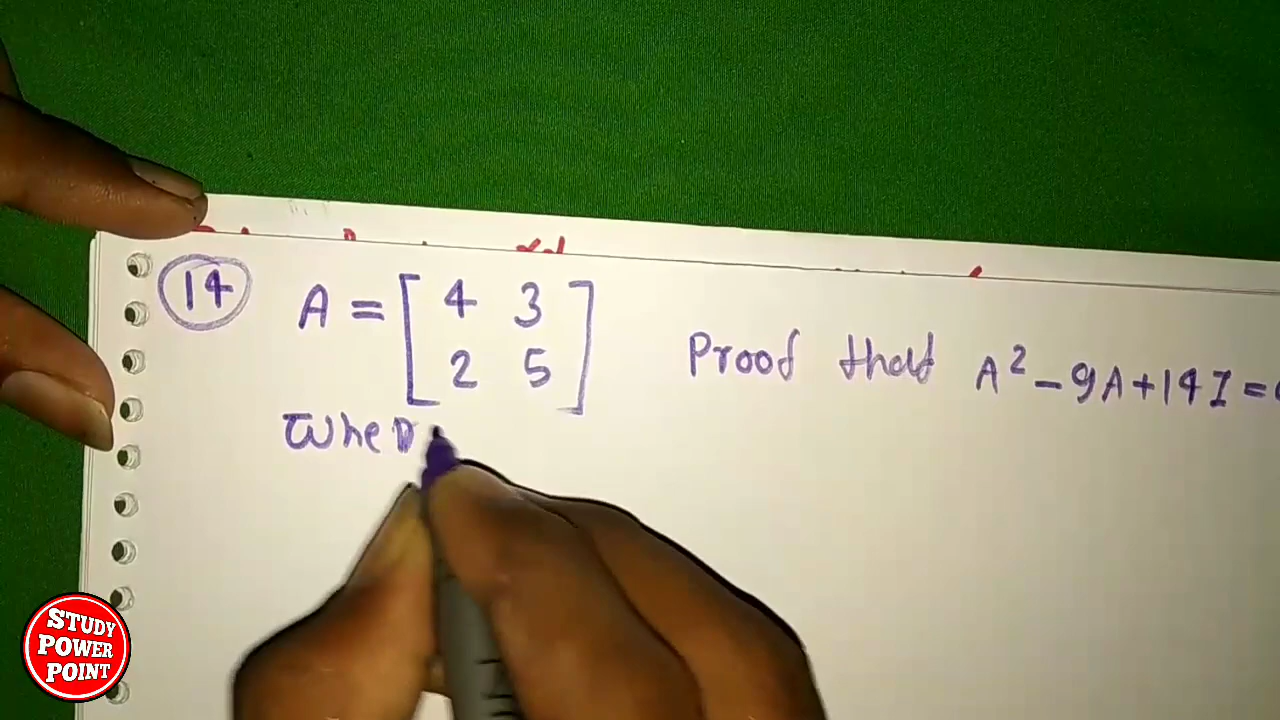 14 A = [ 4 3 Proof that A² - 9A + 14I =
2 5 ]
When
STUDY
POWER
POINT